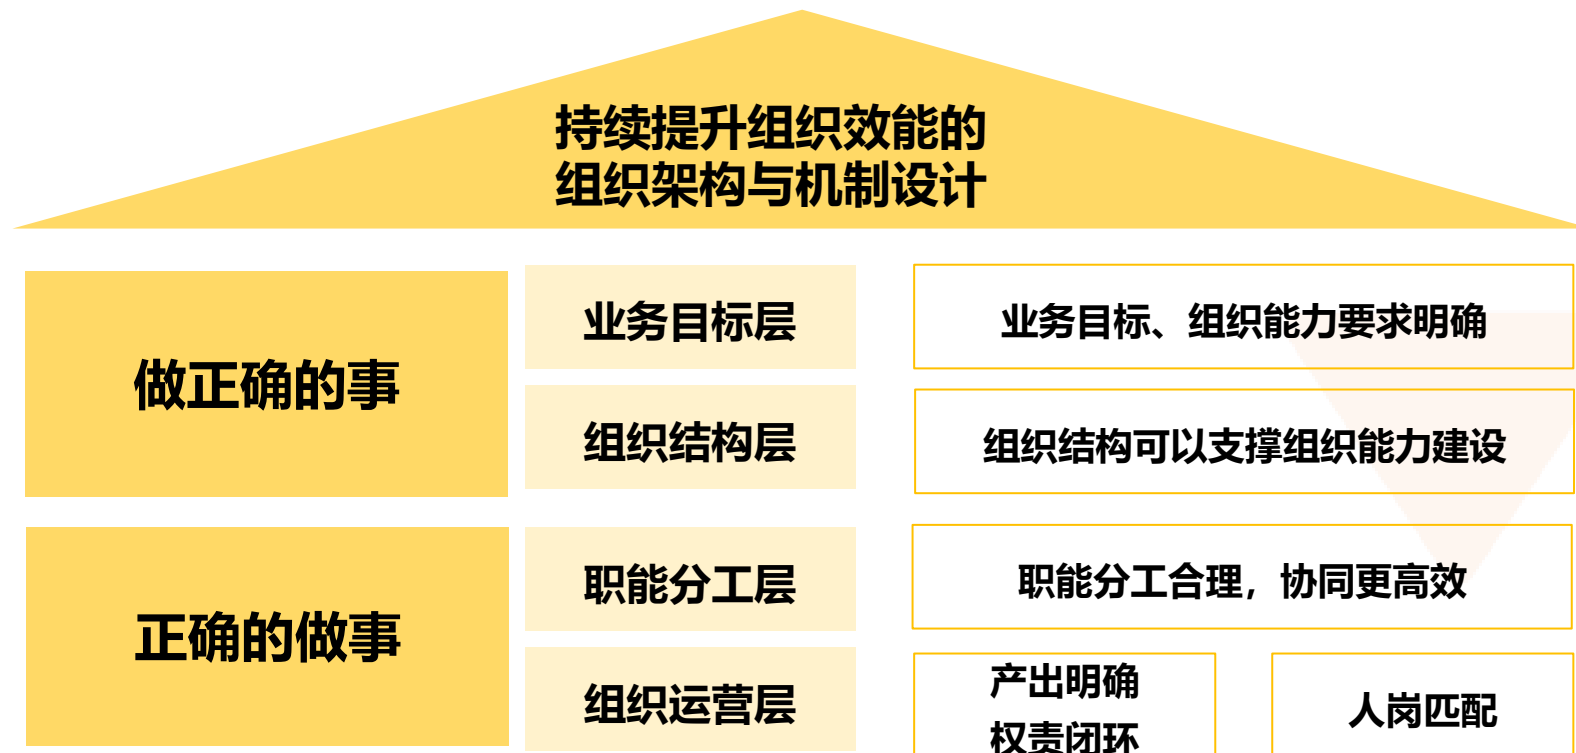 持续提升组织效能的
组织架构与机制设计
做正确的事
业务目标层
业务目标、组织能力要求明确
组织结构层
组织结构可以支撑组织能力建设
正确的做事
职能分工层
职能分工合理，协同更高效
组织运营层
产出明确
权责闭环
人岗匹配